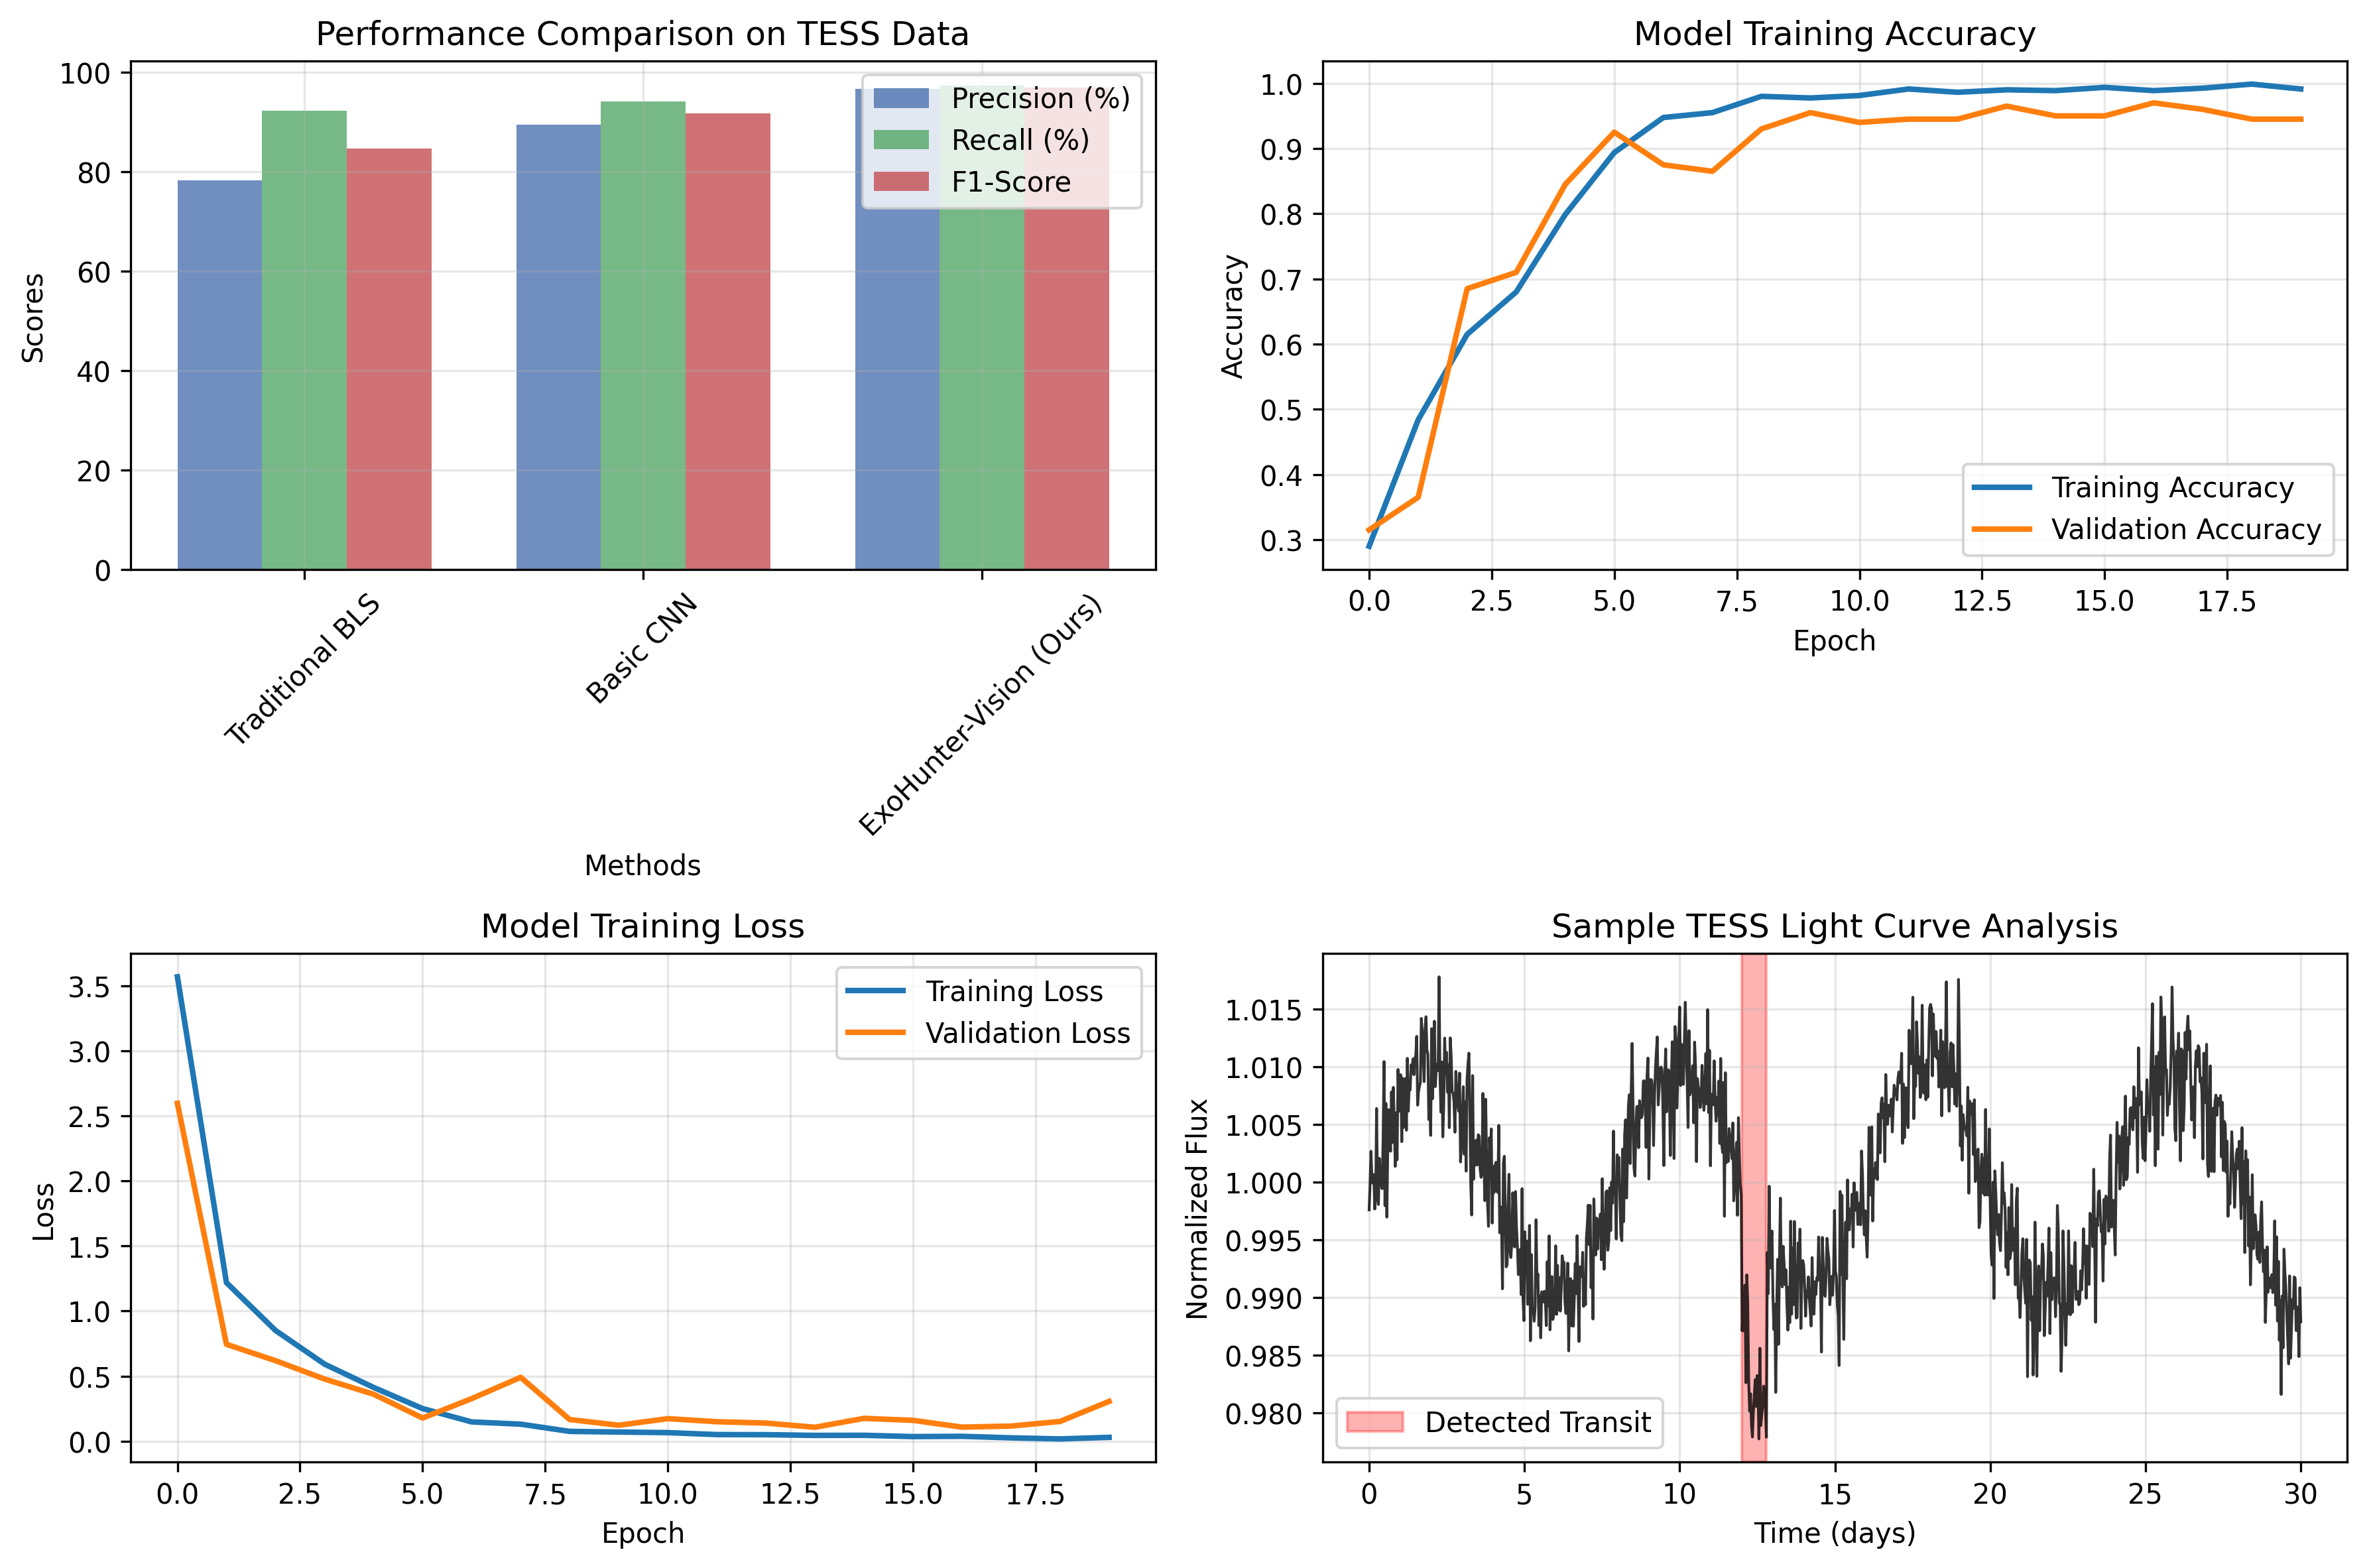 Performance Comparison on TESS Data
Scores
100
80
60
40
20
0
Precision (%)
Recall (%)
F1-Score
Traditional BLS
Basic CNN
ExoHunter-Vision (Ours)
Methods
Model Training Accuracy
Accuracy
1.0
0.9
0.8
0.7
0.6
0.5
0.4
0.3
Training Accuracy
Validation Accuracy
0.0 2.5 5.0 7.5 10.0 12.5 15.0 17.5
Epoch
Model Training Loss
Loss
3.5
3.0
2.5
2.0
1.5
1.0
0.5
0.0
Training Loss
Validation Loss
0.0 2.5 5.0 7.5 10.0 12.5 15.0 17.5
Epoch
Sample TESS Light Curve Analysis
Normalized Flux
1.015
1.010
1.005
1.000
0.995
0.990
0.985
0.980
Detected Transit
0 5 10 15 20 25 30
Time (days)